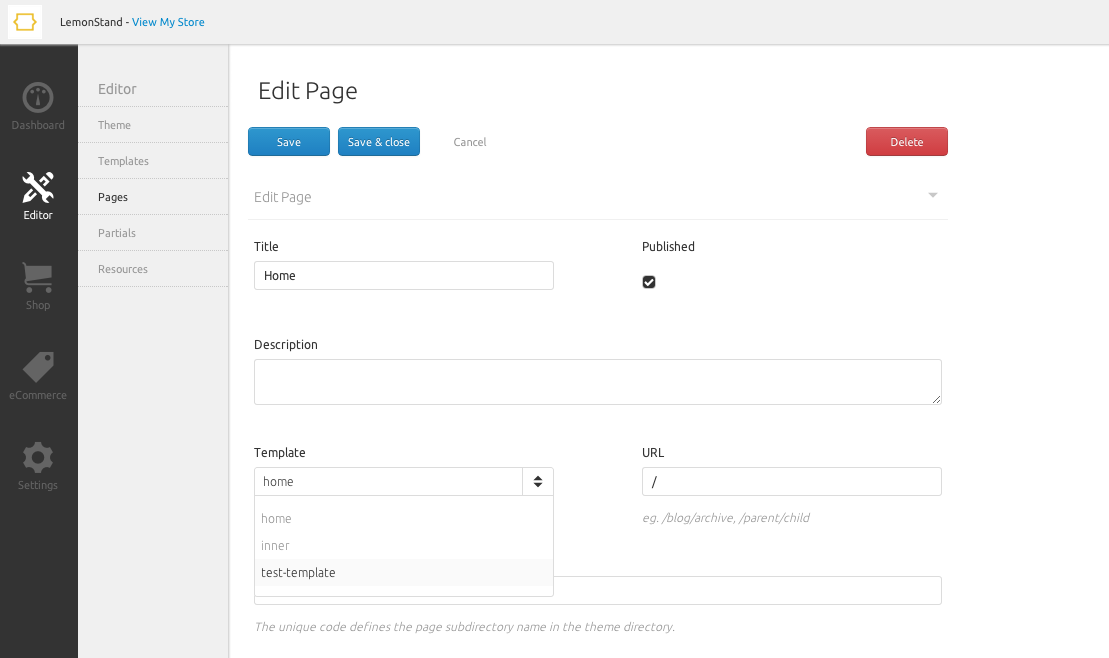 LemonStand - View My Store
Dashboard
Editor
Shop
eCommerce
Settings
Editor
Theme
Templates
Pages
Partials
Resources
Edit Page
Save
Save & close
Cancel
Delete
Edit Page
Title
Published
Home
Description
Template
URL
home
/
eg. /blog/archive, /parent/child
home
inner
test-template
The unique code defines the page subdirectory name in the theme directory.